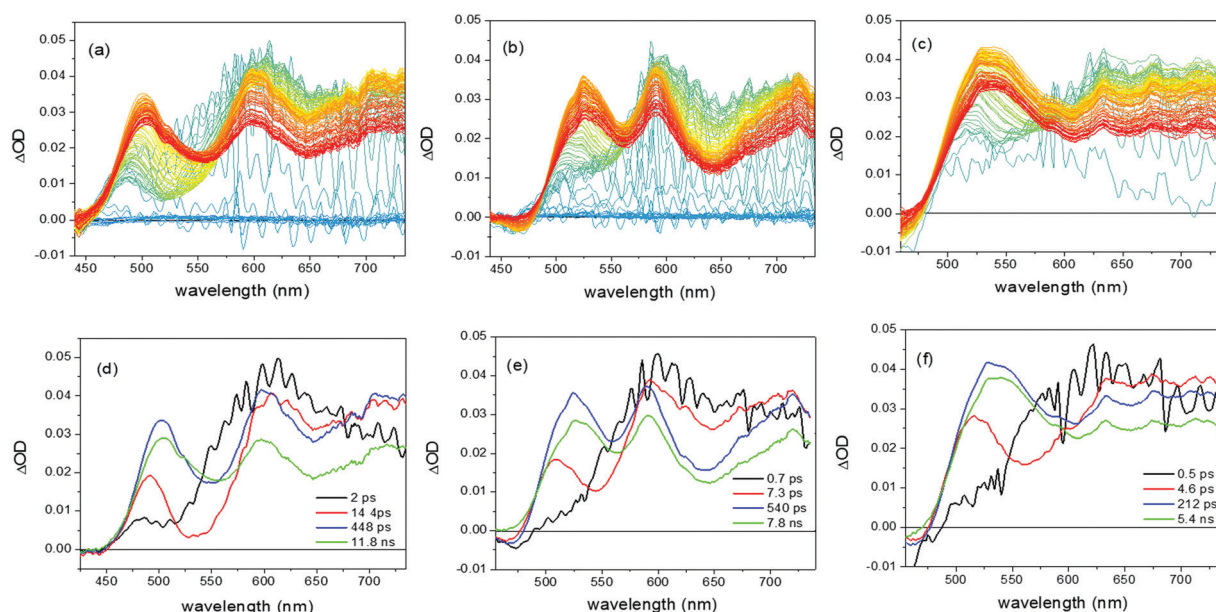 (a)
0.05
0.04
0.03
0.02
0.01
0.00
-0.01
ΔOD
450 500 550 600 650 700
wavelength (nm)
(b)
0.05
0.04
0.03
0.02
0.01
0.00
-0.01
ΔOD
450 500 550 600 650 700
wavelength (nm)
(c)
0.05
0.04
0.03
0.02
0.01
0.00
-0.01
ΔOD
500 550 600 650 700
wavelength (nm)
(d)
0.05
0.04
0.03
0.02
0.01
0.00
ΔOD
2 ps
14 4ps
448 ps
11.8 ns
450 500 550 600 650 700
wavelength (nm)
(e)
0.05
0.04
0.03
0.02
0.01
0.00
-0.01
ΔOD
0.7 ps
7.3 ps
540 ps
7.8 ns
500 550 600 650 700
wavelength (nm)
(f)
0.05
0.04
0.03
0.02
0.01
0.00
-0.01
ΔOD
0.5 ps
4.6 ps
212 ps
5.4 ns
500 550 600 650 700
wavelength (nm)